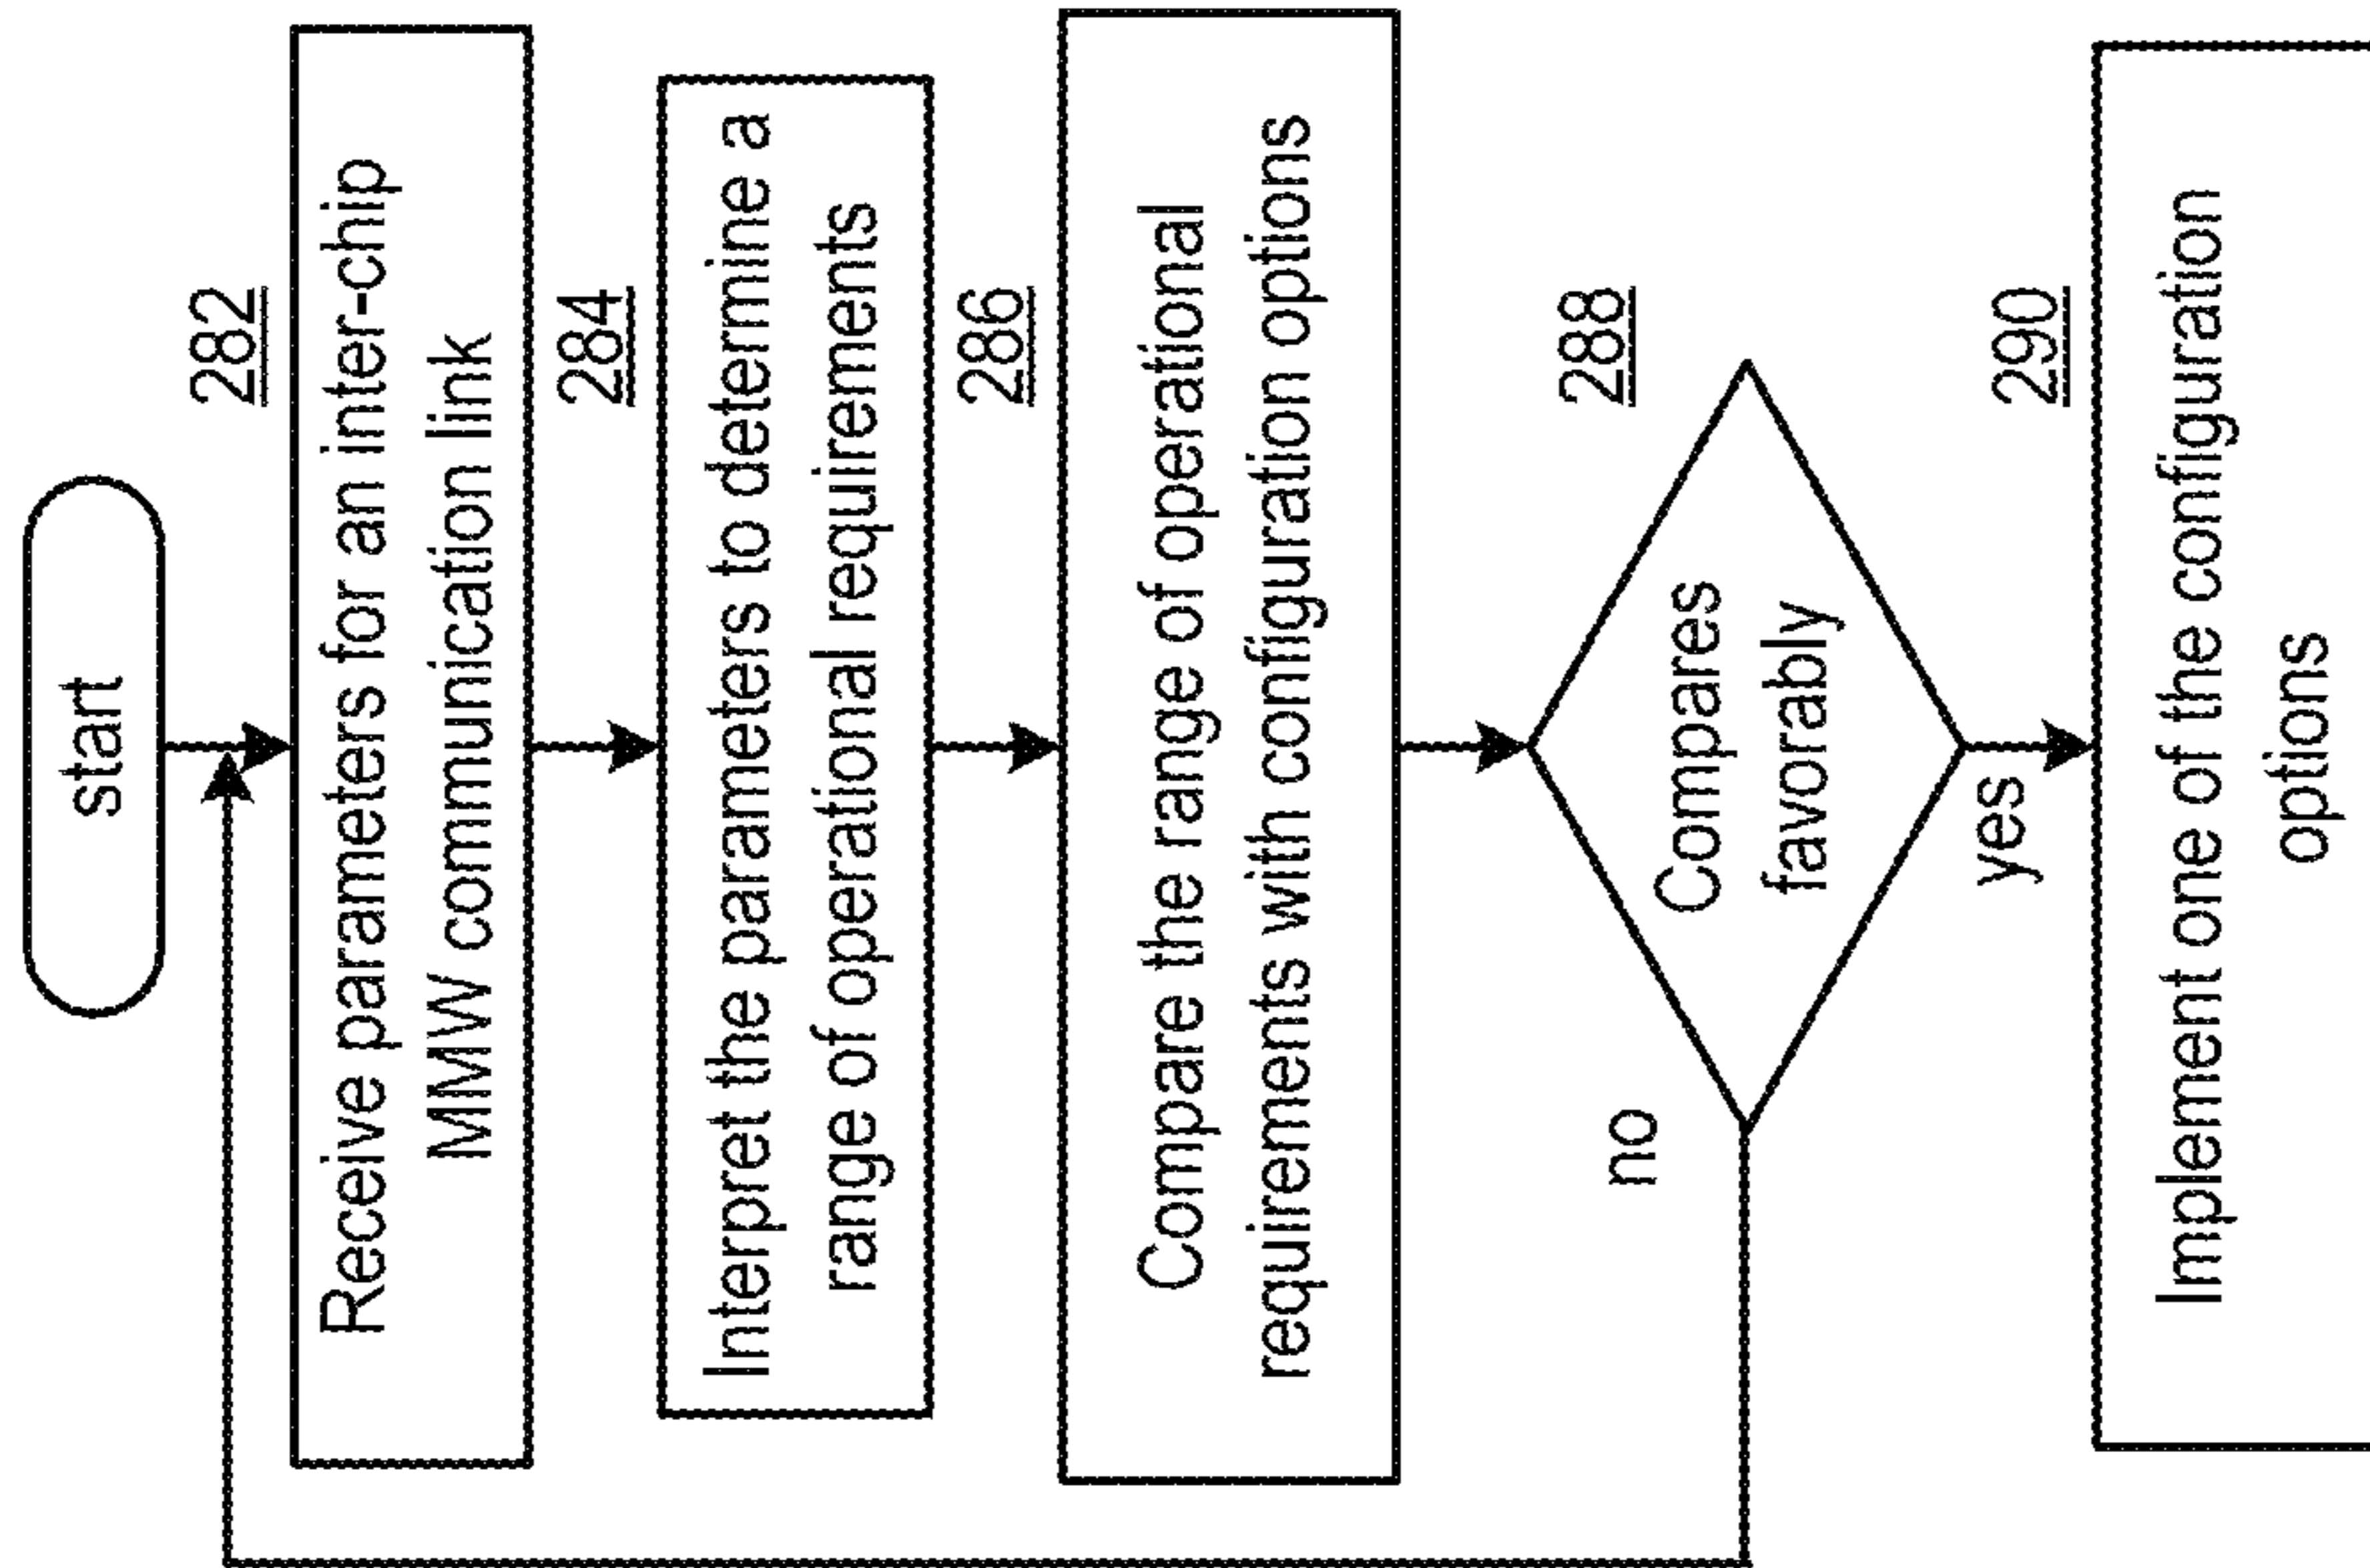 start
282
Receive parameters for an inter-chip
MMW communication link
284
Interpret the parameters to determine a
range of operational requirements
286
Compare the range of operational
requirements with configuration options
288
Compares
favorably
no
yes
290
Implement one of the configuration
options